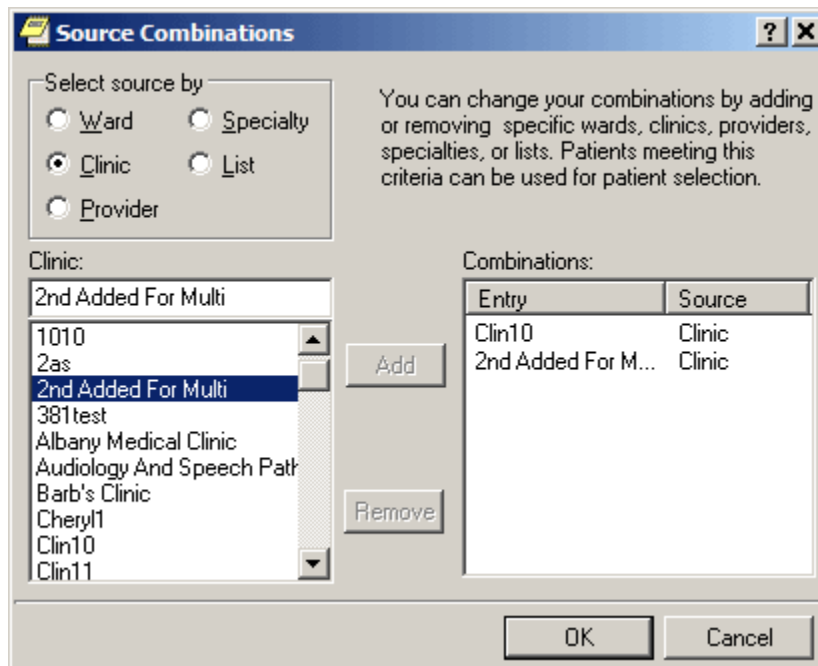 Source Combinations
Select source by
Ward
Specialty
Clinic
List
Provider
You can change your combinations by adding
or removing specific wards, clinics, providers,
specialties, or lists. Patients meeting this
criteria can be used for patient selection.
Clinic:
2nd Added For Multi
1010
2as
2nd Added For Multi
381test
Albany Medical Clinic
Audiology And Speech Path
Barb's Clinic
Cheryl1
Clin10
Clin11
Add
Remove
Combinations:
Entry Source
Clin10 Clinic
2nd Added For M... Clinic
OK
Cancel